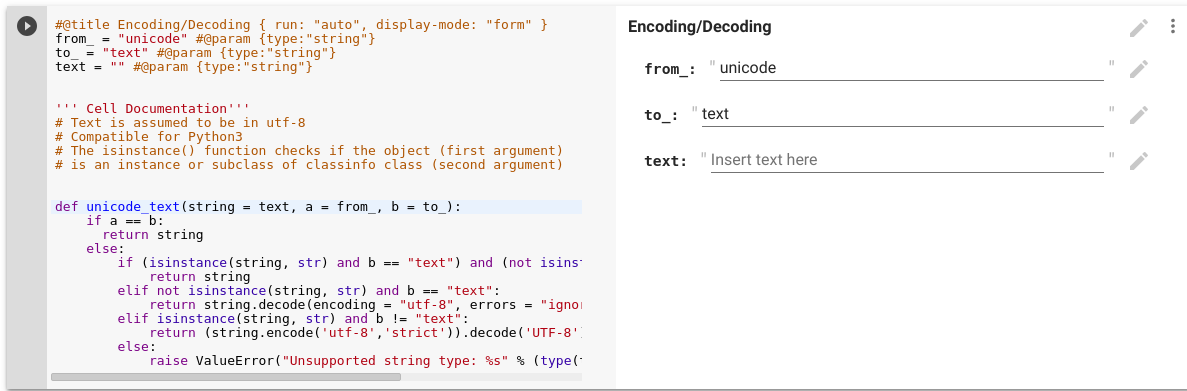 #@title Encoding/Decoding { run: "auto", display-mode: "form" }
from_ = "unicode" #@param {type:"string"}
to_ = "text" #@param {type:"string"}
text = "" #@param {type:"string"}
''' Cell Documentation'''
# Text is assumed to be in utf-8
# Compatible for Python3
# The isinstance() function checks if the object (first argument)
# is an instance or subclass of classinfo class (second argument)
def unicode_text(string = text, a = from_, b = to_):
if a == b:
return string
else:
if (isinstance(string, str) and b == "text") and (not isins
return string
elif not isinstance(string, str) and b == "text":
return string.decode(encoding = "utf-8", errors = "igno
elif isinstance(string, str) and b != "text":
return (string.encode('utf-8','strict')).decode('UTF-8'
else:
raise ValueError("Unsupported string type: %s" % (type(
Encoding/Decoding
from_: " unicode "
to_: " text "
text: " Insert text here "